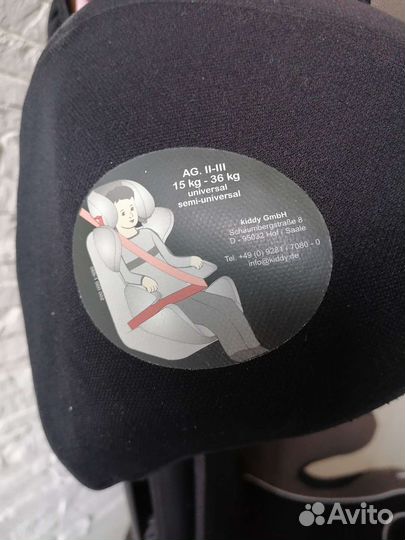 AG. II-III
15 kg - 36 kg
universal
semi-universal
kiddy GmbH
Schaumbergstraße 8
D - 95032 Hof / Saale
Tel. +49 (0) 9281 / 7080 - 0
info@kiddy.de
Avito